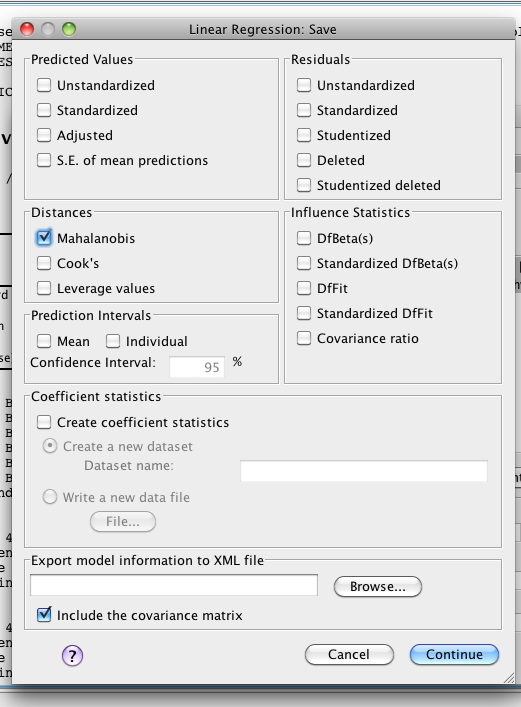 Linear Regression: Save
Predicted Values
Unstandardized
Standardized
Adjusted
S.E. of mean predictions
Residuals
Unstandardized
Standardized
Studentized
Deleted
Studentized deleted
Distances
Mahalanobis
Cook's
Leverage values
Influence Statistics
DfBeta(s)
Standardized DfBeta(s)
DfFit
Standardized DfFit
Covariance ratio
Prediction Intervals
Mean Individual
Confidence Interval: 95 %
Coefficient statistics
Create coefficient statistics
Create a new dataset
Dataset name:
Write a new data file
File...
Export model information to XML file
Browse...
Include the covariance matrix
? Cancel Continue